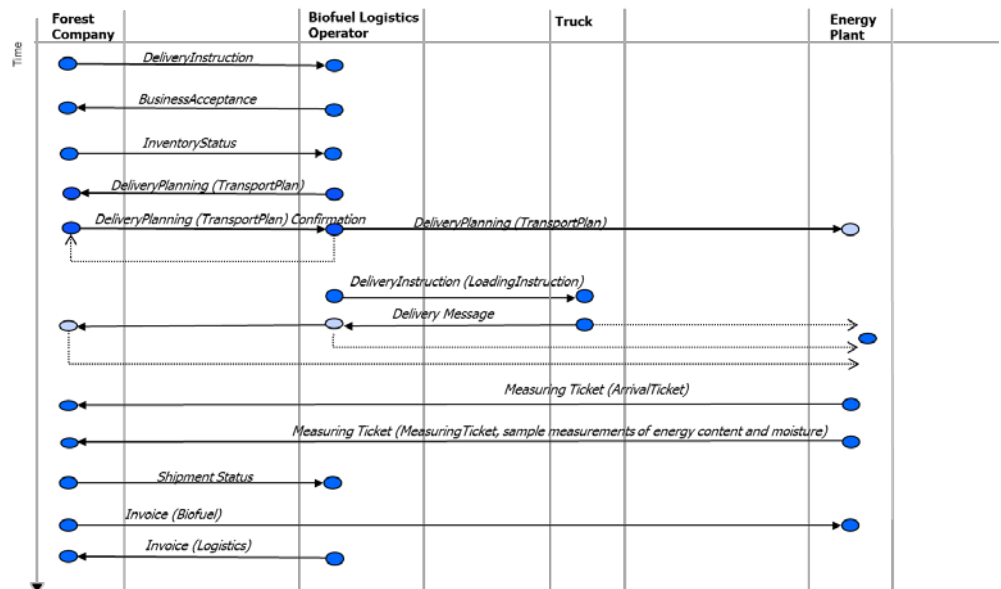 Forest
Company
Biofuel Logistics
Operator
Truck
Energy
Plant
Time
DeliveryInstruction
BusinessAcceptance
InventoryStatus
DeliveryPlanning (TransportPlan)
DeliveryPlanning (TransportPlan) Confirmation
DeliveryPlanning (TransportPlan)
DeliveryInstruction (LoadingInstruction)
Delivery Message
Measuring Ticket (ArrivalTicket)
Measuring Ticket (MeasuringTicket, sample measurements of energy content and moisture)
Shipment Status
Invoice (Biofuel)
Invoice (Logistics)